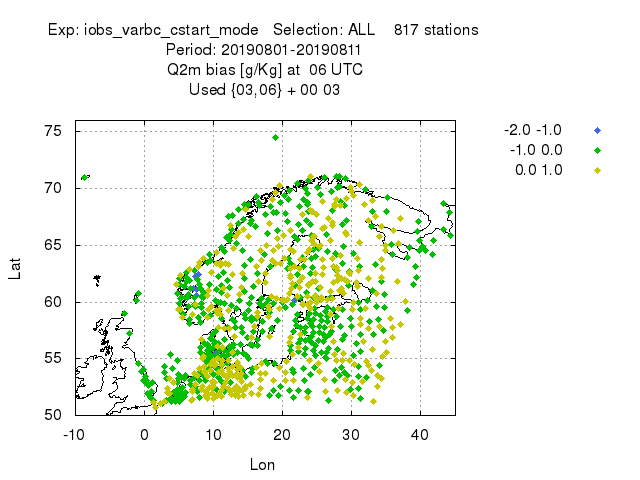 Exp: iobs_varbc_cstart_mode   Selection: ALL    817 stations
Period: 20190801-20190811
Q2m bias [g/Kg] at  06 UTC
Used {03,06} + 00 03
-2.0 -1.0
-1.0 0.0
0.0 1.0
75
70
65
60
55
50
Lat
-10 0 10 20 30 40
Lon